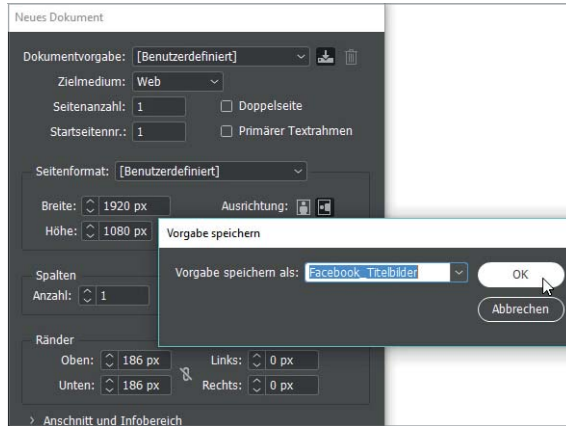 Neues Dokument
Dokumentvorgabe: [Benutzerdefiniert]
Zielmedium: Web
Seitenanzahl: 1 Doppelseite
Startseitennr.: 1 Primärer Textrahmen
Seitenformat: [Benutzerdefiniert]
Breite: 1920 px Ausrichtung:
Höhe: 1080 px
Vorgabe speichern
Vorgabe speichern als: Facebook_Titelbilder OK
Abbrechen
Spalten
Anzahl: 1
Ränder
Oben: 186 px Links: 0 px
Unten: 186 px Rechts: 0 px
> Anschnitt und Infobereich